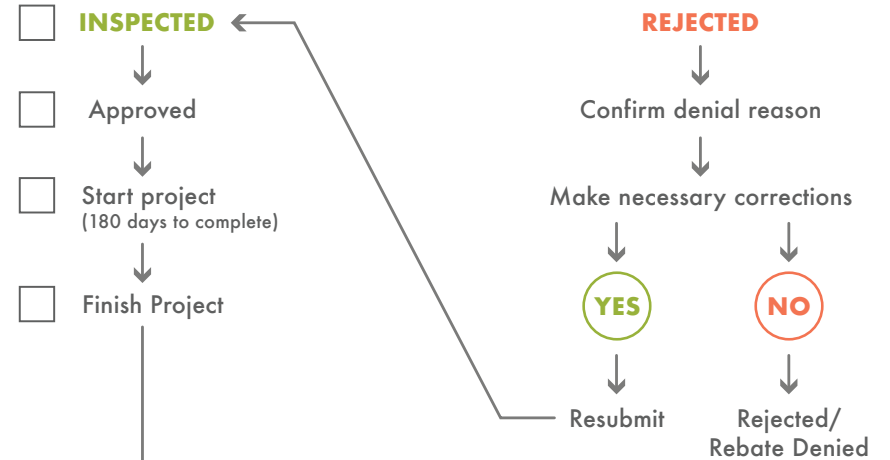 INSPECTED
Approved
Start project
(180 days to complete)
Finish Project
REJECTED
Confirm denial reason
Make necessary corrections
YES
NO
Resubmit
Rejected/
Rebate Denied